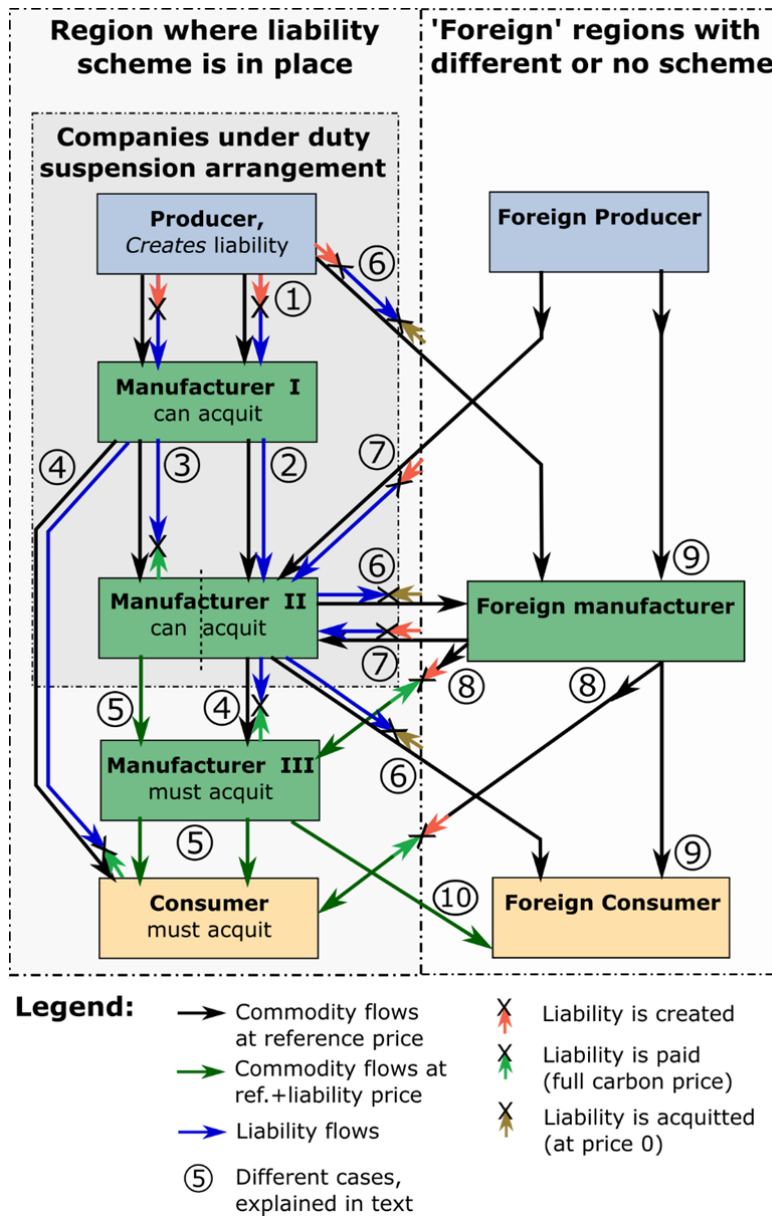 Region where liability
scheme is in place
'Foreign' regions with
different or no scheme
Companies under duty
suspension arrangement
Producer,
Creates liability
Foreign Producer
⑥
①
X
X
Manufacturer I
can acquit
④
③
②
⑦
X
⑥
⑨
Manufacturer II
can acquit
Foreign manufacturer
⑦
⑧
⑧
⑤
④
Manufacturer III
must acquit
⑥
⑤
⑨
⑩
Consumer
must acquit
Foreign Consumer
Legend:
Commodity flows
at reference price
Commodity flows at
ref.+liability price
Liability flows
⑤ Different cases,
explained in text
X Liability is created
X Liability is paid
(full carbon price)
X Liability is acquitted
(at price 0)